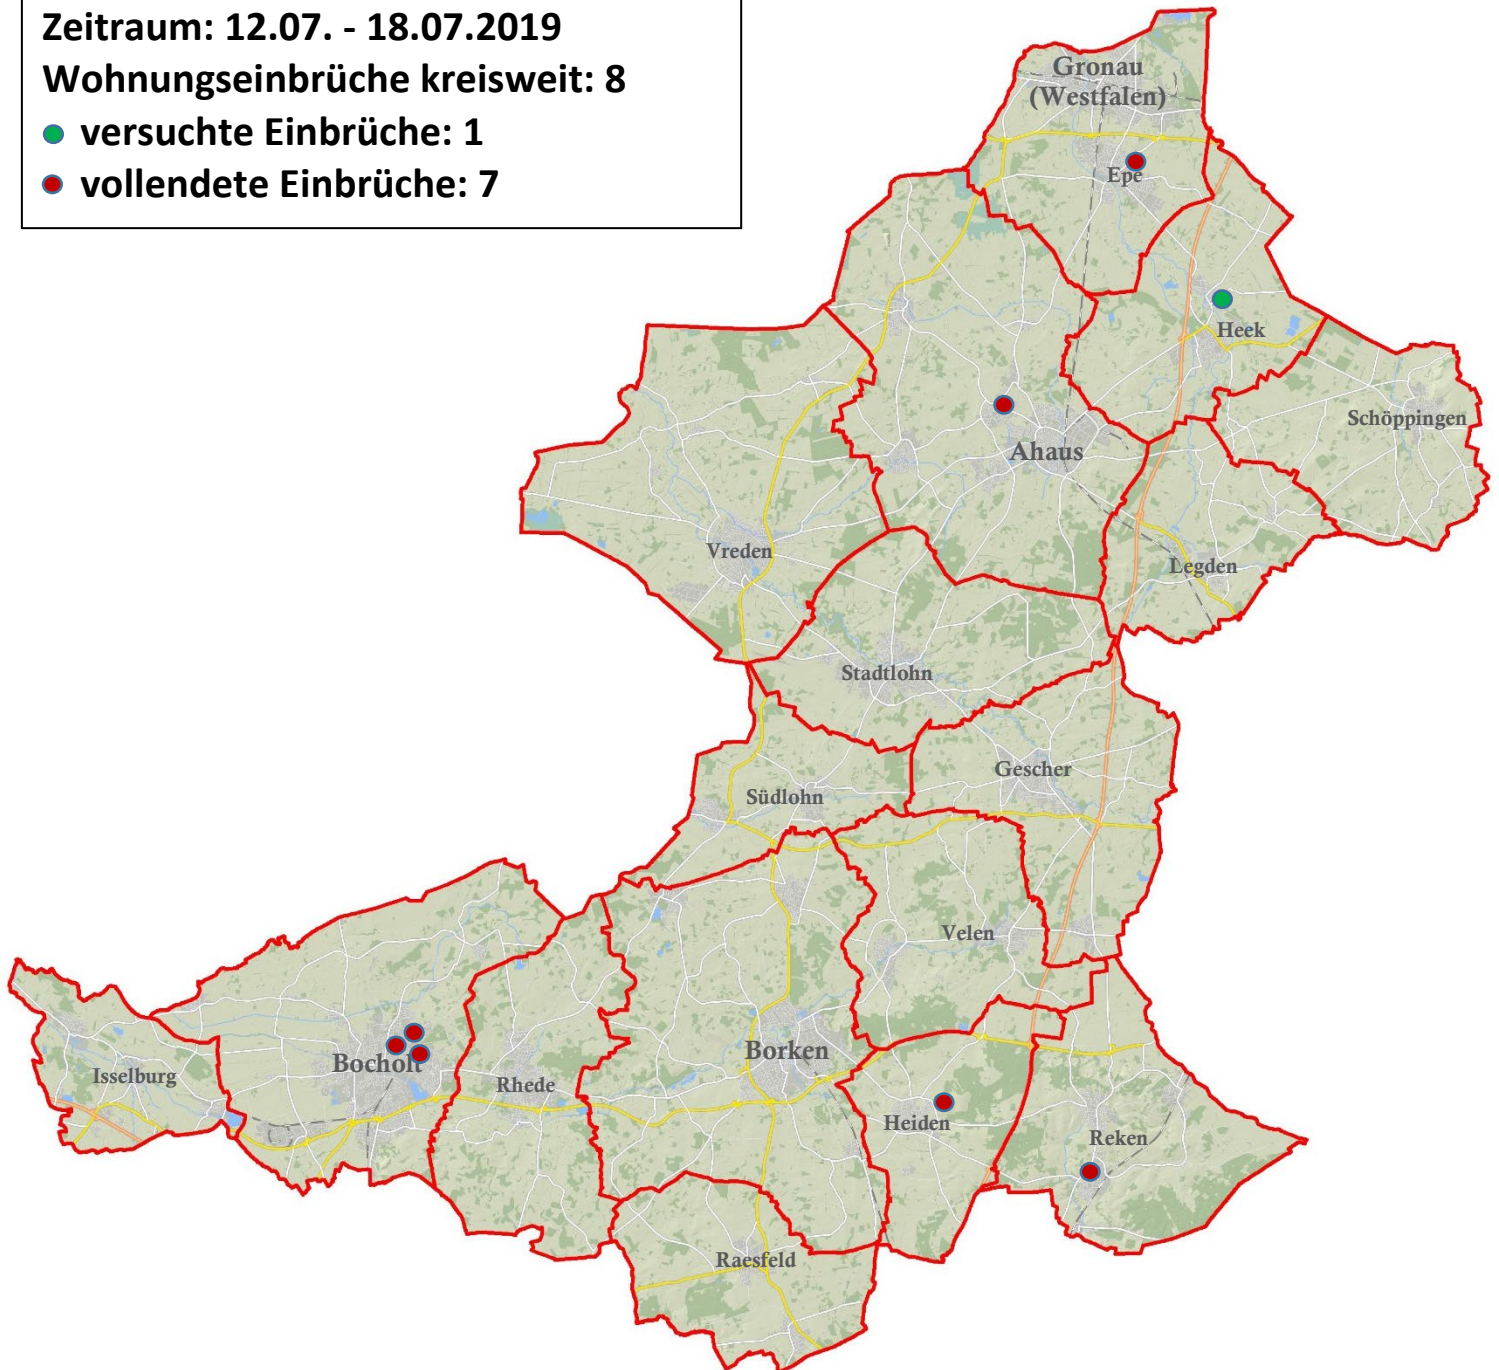 Zeitraum: 12.07. - 18.07.2019
Wohnungseinbrüche kreisweit: 8
versuchte Einbrüche: 1
vollendete Einbrüche: 7
Gronau
(Westfalen)
Epe
Heek
Schöppingen
Ahaus
Vreden
Legden
Stadtlohn
Gescher
Südlohn
Velen
Borken
Bocholt
Isselburg
Rhede
Heiden
Reken
Raesfeld